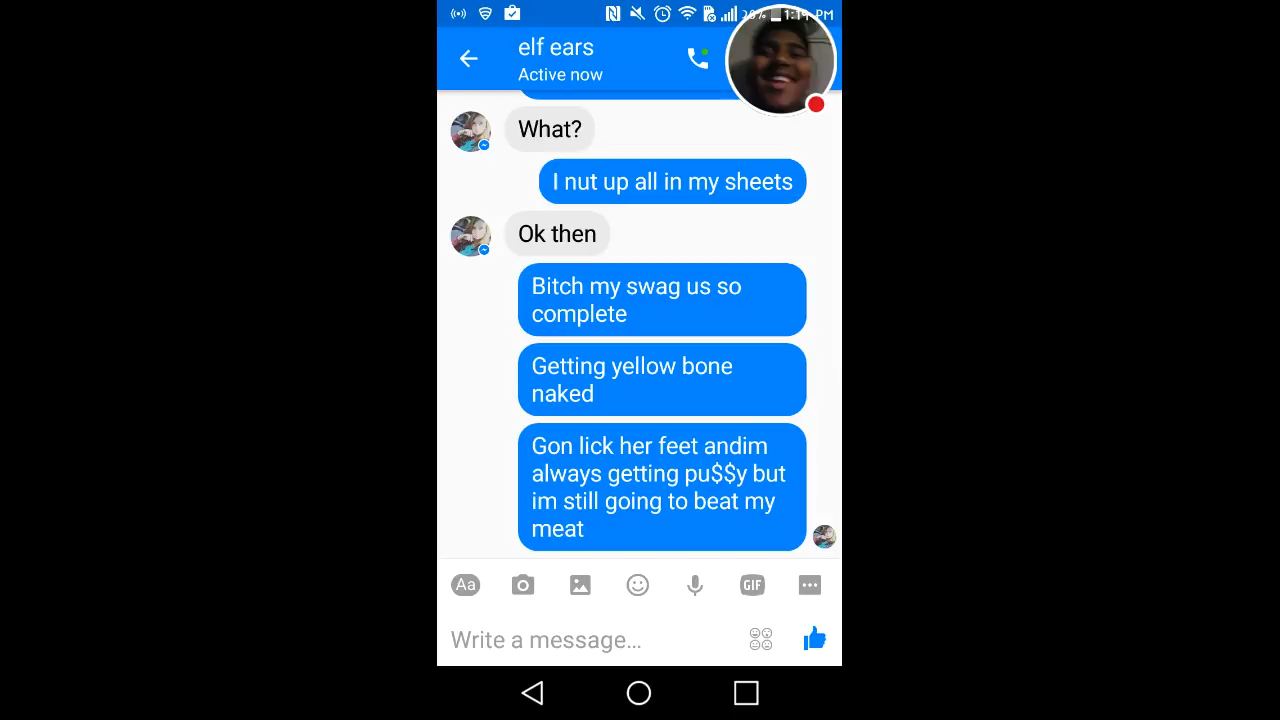 elf ears
Active now
What?
I nut up all in my sheets
Ok then
Bitch my swag us so
complete
Getting yellow bone
naked
Gon lick her feet andim
always getting pu$$y but
im still going to beat my
meat
Aa
GIF
Write a message...